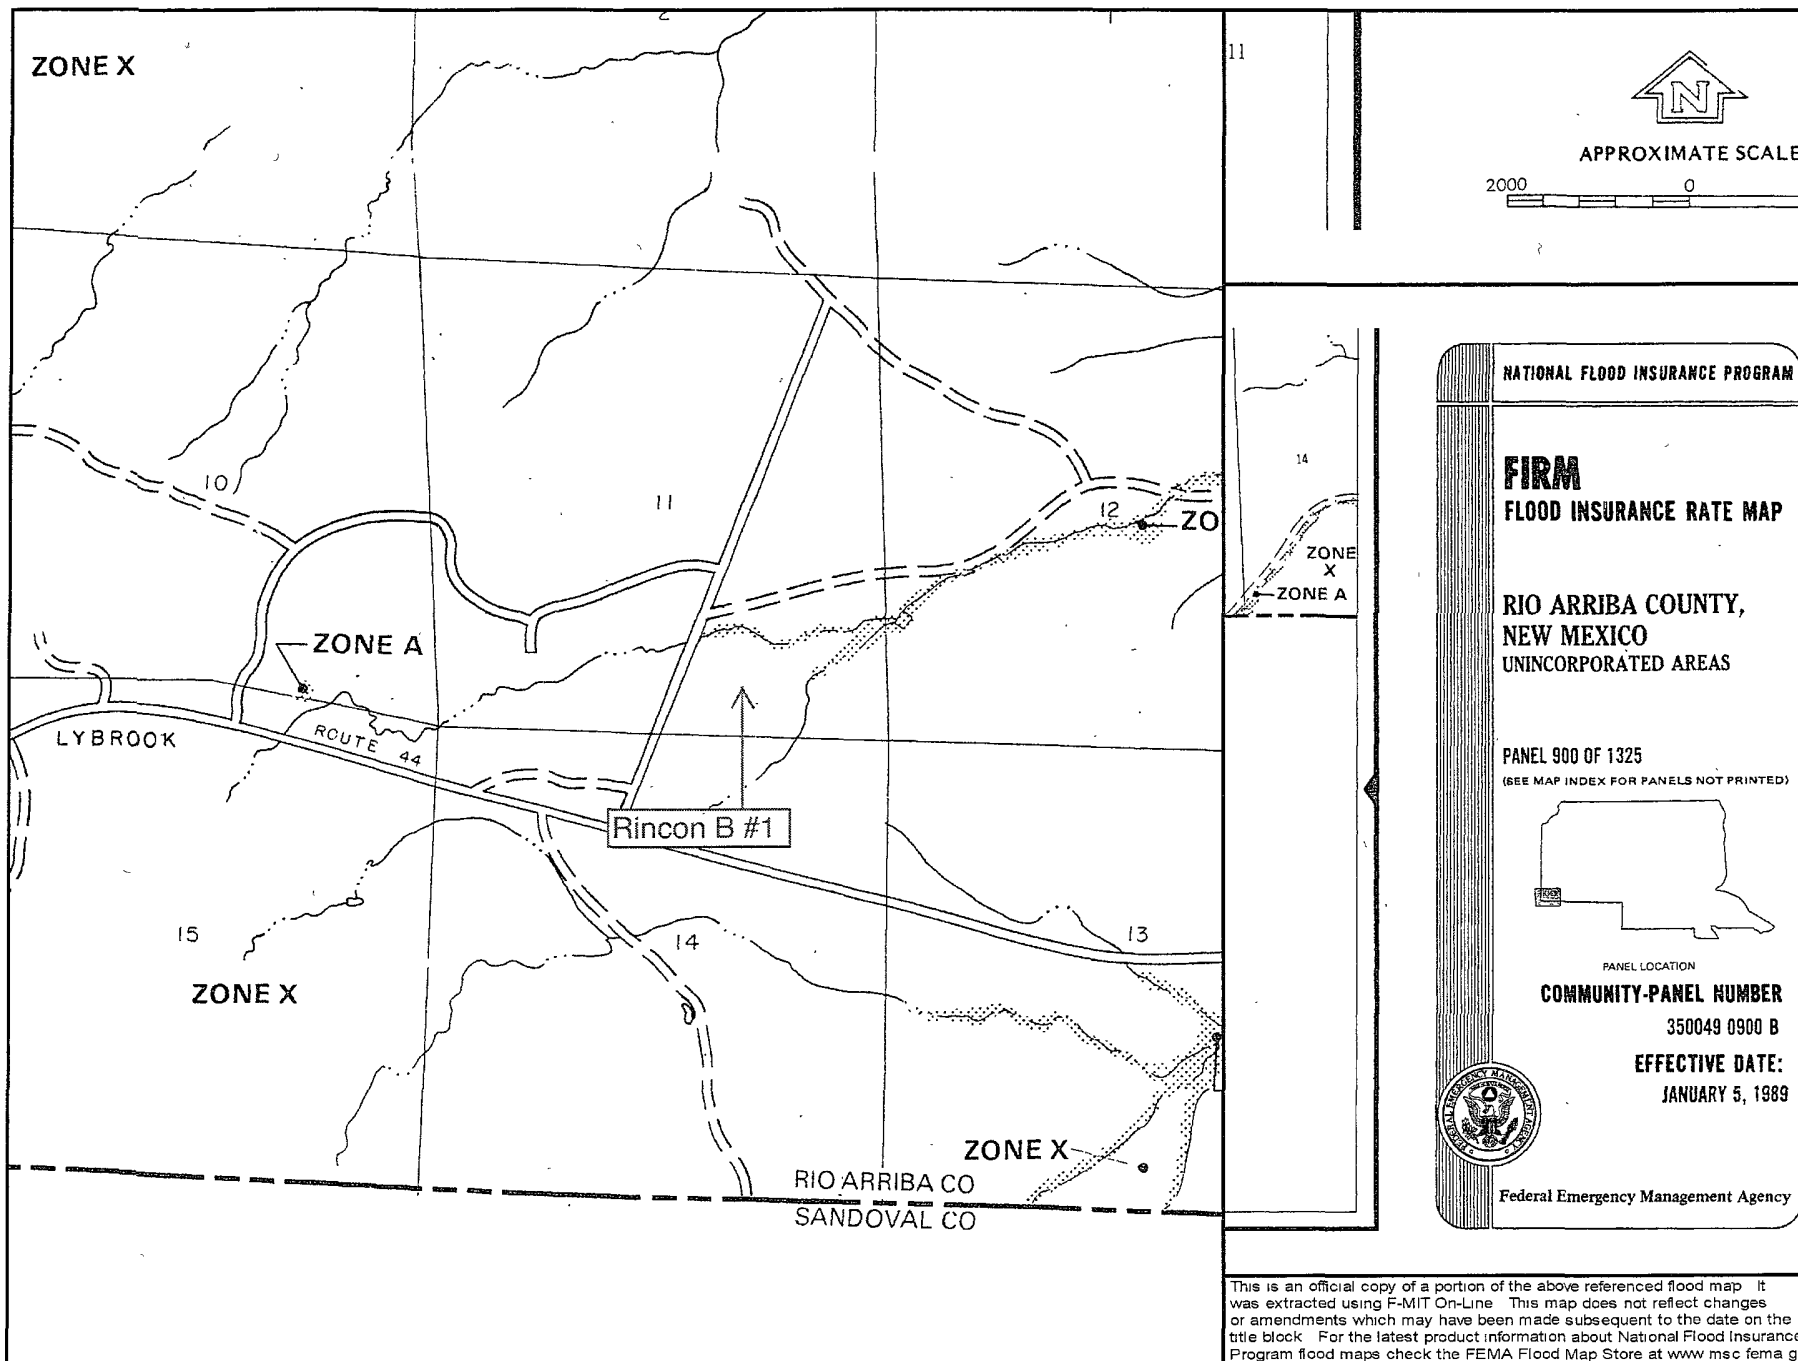 ZONE X
11
N
APPROXIMATE SCALE
2000 0
NATIONAL FLOOD INSURANCE PROGRAM
FIRM
FLOOD INSURANCE RATE MAP
RIO ARRIBA COUNTY,
NEW MEXICO
UNINCORPORATED AREAS
PANEL 900 OF 1325
(SEE MAP INDEX FOR PANELS NOT PRINTED)
PANEL LOCATION
COMMUNITY-PANEL NUMBER
350049 0900 B
EFFECTIVE DATE:
JANUARY 5, 1989
FEDERAL EMERGENCY MANAGEMENT AGENCY
Federal Emergency Management Agency
10
11
12
ZO
14
ZONE
X
ZONE A
ZONE A
LYBROOK
ROUTE 44
Rincon B #1
15
14
13
ZONE X
ZONE X
RIO ARRIBA CO
SANDOVAL CO
This is an official copy of a portion of the above referenced flood map It
was extracted using F-MIT On-Line This map does not reflect changes
or amendments which may have been made subsequent to the date on the
title block For the latest product information about National Flood Insurance
Program flood maps check the FEMA Flood Map Store at www msc fema g